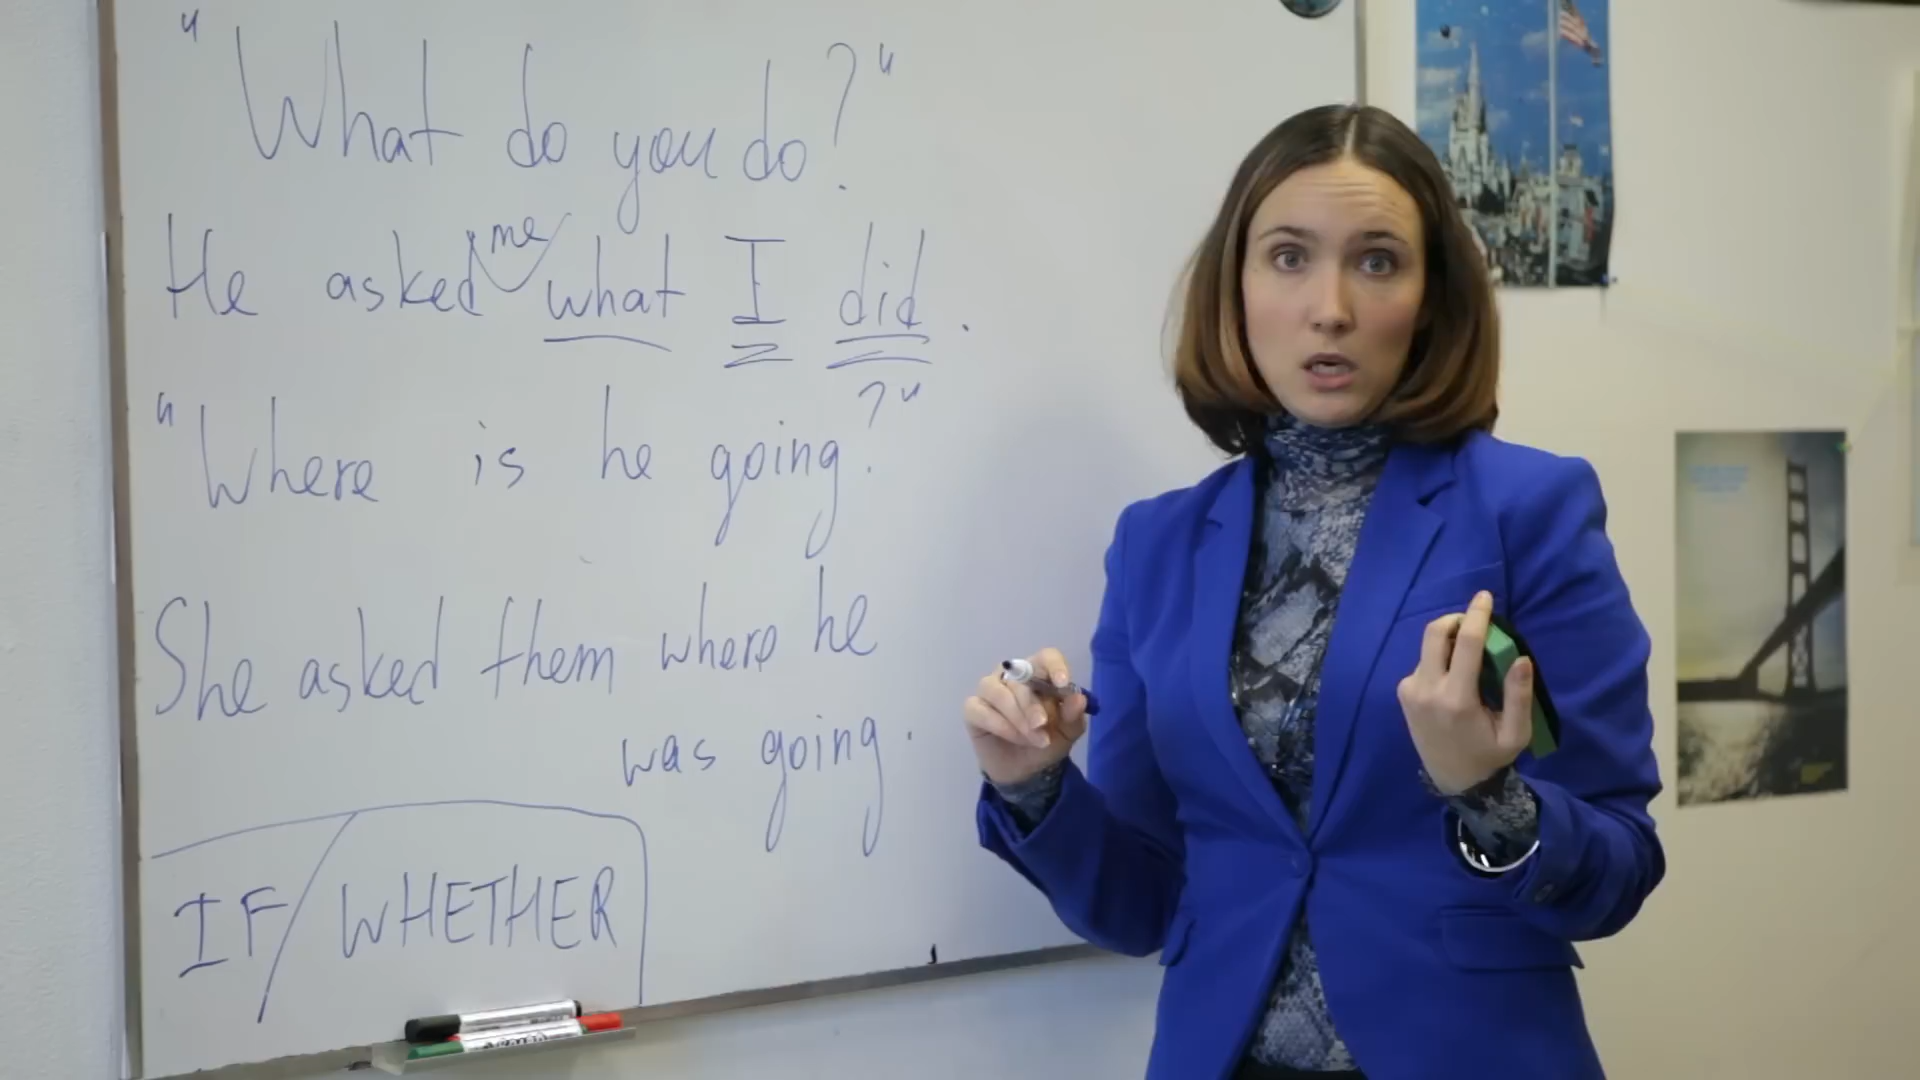 "What do you do?"
He asked me what I did.
"Where is he going?"
She asked them where he
was going.
IF/WHETHER